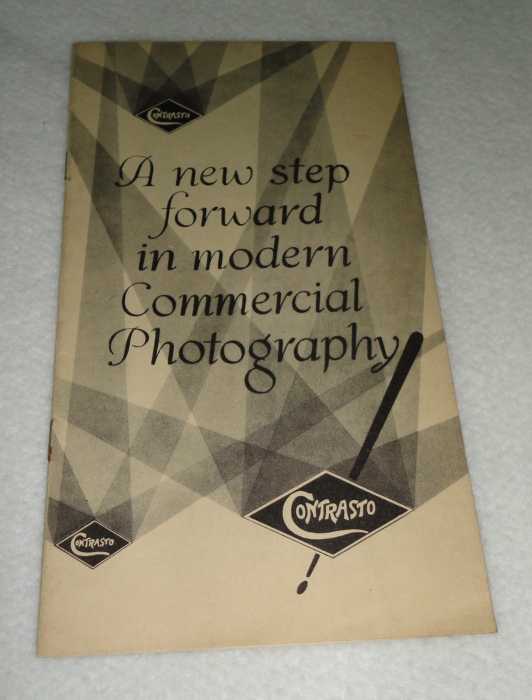 CONTRASTO
A new step
forward
in modern
Commercial
Photography!
CONTRASTO
CONTRASTO